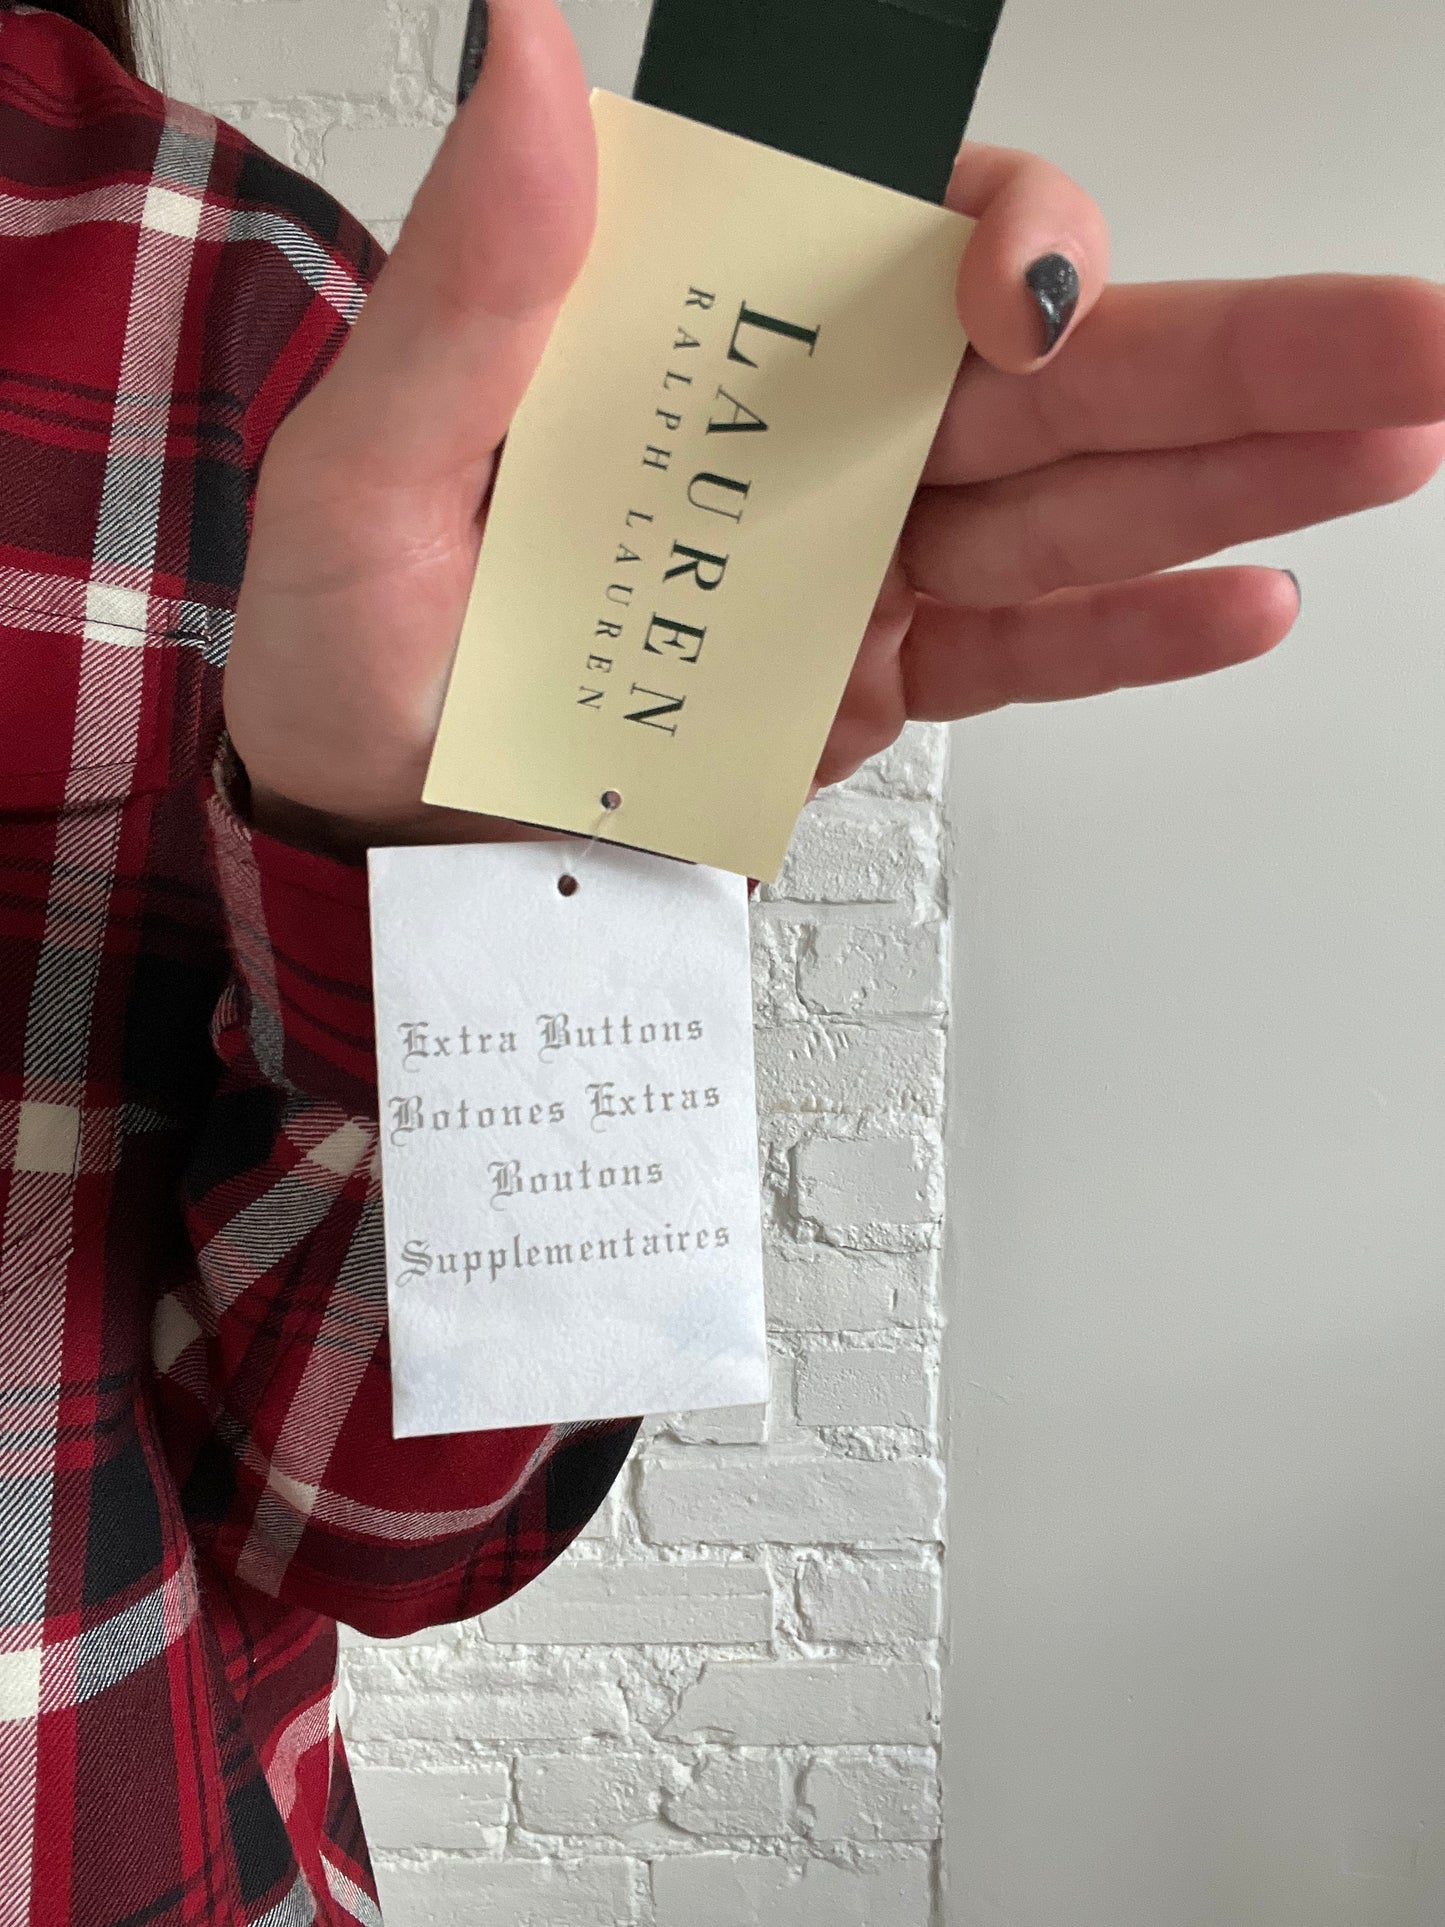 LAUREN
RALPH LAUREN
Extra Buttons
Botones Extras
Boutons
Supplementaires